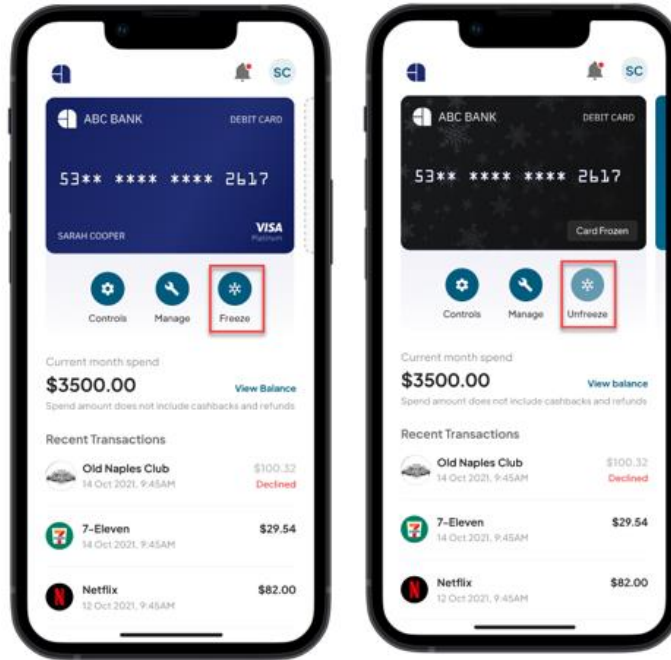 SC
ABC BANK
DEBIT CARD
53** **** **** 2617
SARAH COOPER
VISA
Platinum
Controls
Manage
Freeze
Current month spend
$3500.00
View Balance
Spend amount does not include cashbacks and refunds
Recent Transactions
Old Naples Club
$100.32
14 Oct 2021, 9:45AM
Declined
7-Eleven
$29.54
14 Oct 2021, 9:45AM
Netflix
$82.00
12 Oct 2021, 9:45AM
SC
ABC BANK
DEBIT CARD
53** **** **** 2617
Card Frozen
Controls
Manage
Unfreeze
Current month spend
$3500.00
View balance
Spend amount does not include cashbacks and refunds
Recent Transactions
Old Naples Club
$100.32
14 Oct 2021, 9:45AM
Declined
7-Eleven
$29.54
14 Oct 2021, 9:45AM
Netflix
$82.00
12 Oct 2021, 9:45AM